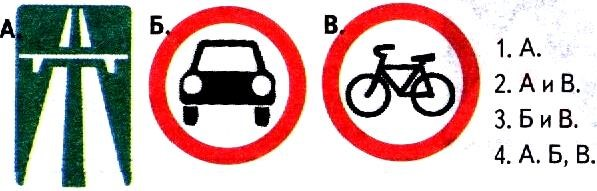 А. Б. В.
1. А.
2. А и В.
3. Б и В.
4. А. Б, В.